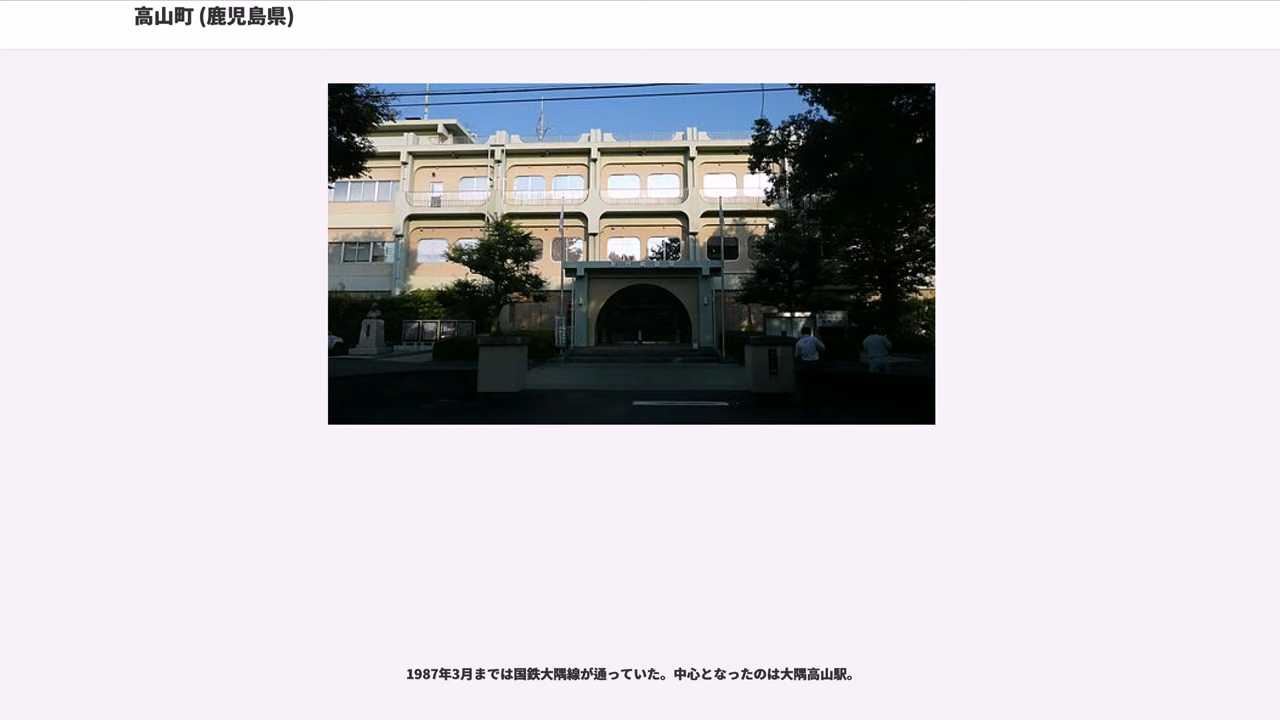 高山町 (鹿児島県)
1987年3月までは国鉄大隅線が通っていた。中心となったのは大隅高山駅。